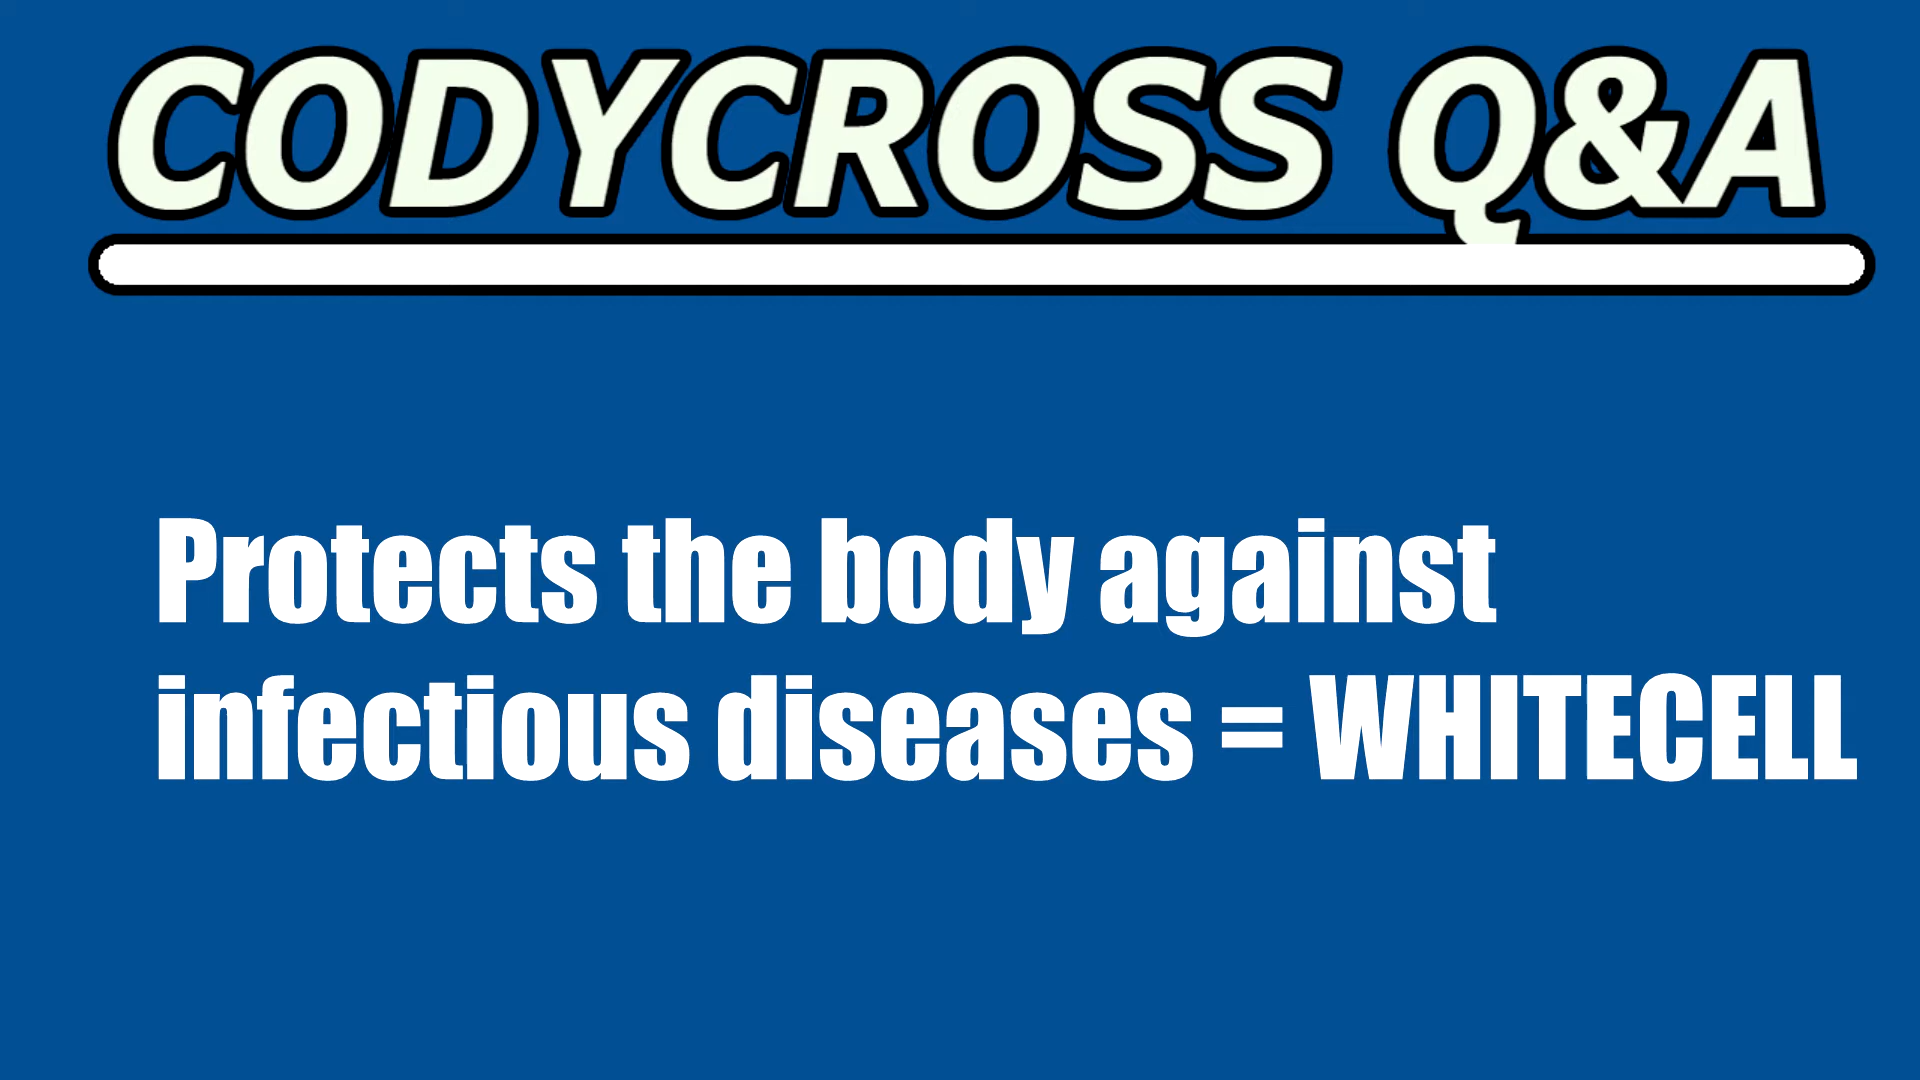 CODYCROSS Q&A
Protects the body against
infectious diseases = WHITECELL